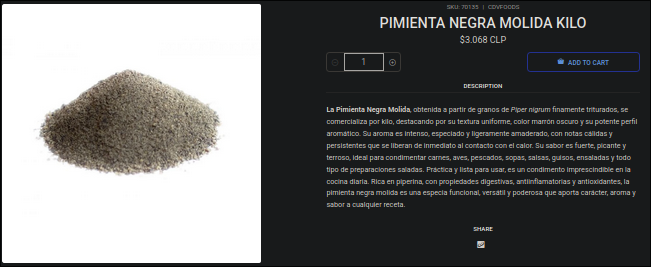 SKU: 70135 | CDVFOODS
PIMIENTA NEGRA MOLIDA KILO
$3.068 CLP
1
ADD TO CART
DESCRIPTION
La Pimienta Negra Molida, obtenida a partir de granos de Piper nigrum finamente triturados, se
comercializa por kilo, destacando por su textura uniforme, color marrón oscuro y su potente perfil
aromático. Su aroma es intenso, especiado y ligeramente amaderado, con notas cálidas y
persistentes que se liberan de inmediato al contacto con el calor. Su sabor es fuerte, picante y
terroso, ideal para condimentar carnes, aves, pescados, sopas, salsas, guisos, ensaladas y todo
tipo de preparaciones saladas. Práctica y lista para usar, es un condimento imprescindible en la
cocina diaria. Rica en piperina, con propiedades digestivas, antiinflamatorias y antioxidantes, la
pimienta negra molida es una especia funcional, versátil y poderosa que aporta carácter, aroma y
sabor a cualquier receta.
SHARE